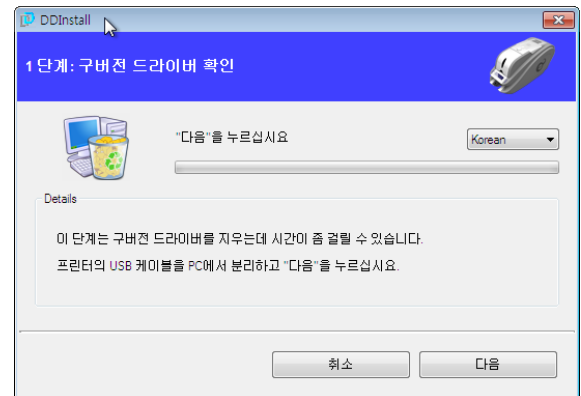 DDInstall
1 단계: 구버전 드라이버 확인
"다음"을 누르십시요
Korean
Details
이 단계는 구버전 드라이버를 지우는데 시간이 좀 걸릴 수 있습니다.
프린터의 USB 케이블을 PC에서 분리하고 "다음"을 누르십시요.
취소
다음